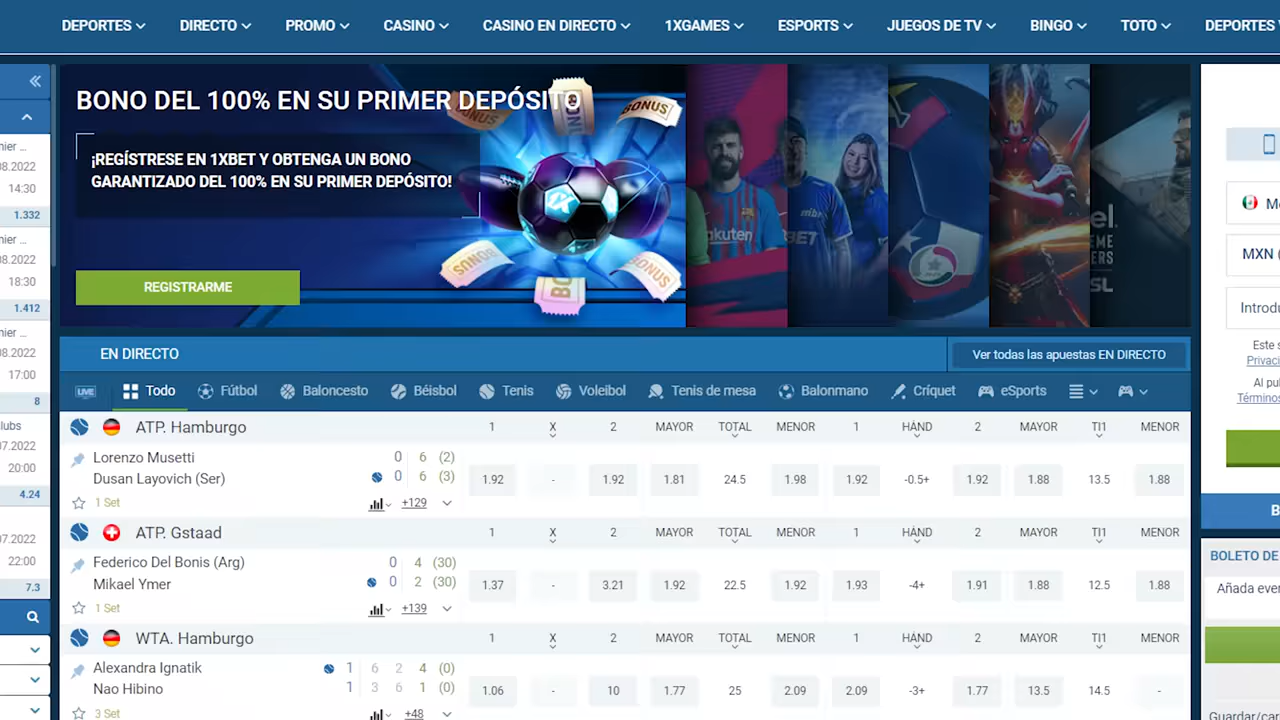 DEPORTES DIRECTO PROMO CASINO CASINO EN DIRECTO 1XGAMES ESPORTS JUEGOS DE TV BINGO TOTO DEPORTES
BONO DEL 100% EN SU PRIMER DEPÓSITO
¡REGÍSTRESE EN 1XBET Y OBTENGA UN BONO
GARANTIZADO DEL 100% EN SU PRIMER DEPÓSITO!
REGISTRARME
BONUS
BONUS
BONUS
14:30
1.332
18:30
1.412
17:00
8
20:00
4.24
22:00
7.3
EN DIRECTO Ver todas las apuestas EN DIRECTO
LIVE Todo Fútbol Baloncesto Béisbol Tenis Voleibol Tenis de mesa Balonmano Críquet eSports
ATP. Hamburgo 1 X 2 MAYOR TOTAL MENOR 1 HÁND 2 MAYOR TI1 MENOR
Lorenzo Musetti 0 6 (2)
Dusan Layovich (Ser) 0 6 (3)
1.92 - 1.92 1.81 24.5 1.98 1.92 -0.5+ 1.92 1.88 13.5 1.88
1 Set +129
ATP. Gstaad 1 X 2 MAYOR TOTAL MENOR 1 HÁND 2 MAYOR TI1 MENOR
Federico Del Bonis (Arg) 0 4 (30)
Mikael Ymer 0 2 (30)
1.37 - 3.21 1.92 22.5 1.92 1.93 -4+ 1.91 1.88 12.5 1.88
1 Set +139
WTA. Hamburgo 1 X 2 MAYOR TOTAL MENOR 1 HÁND 2 MAYOR TI1 MENOR
Alexandra Ignatik 1 6 2 4 (0)
Nao Hibino 1 3 6 1 (0)
1.06 - 10 1.77 25 2.09 2.09 -3+ 1.77 13.5 14.5 -
3 Set +48
MXN
Este
Al
BOLETO DE
Añada